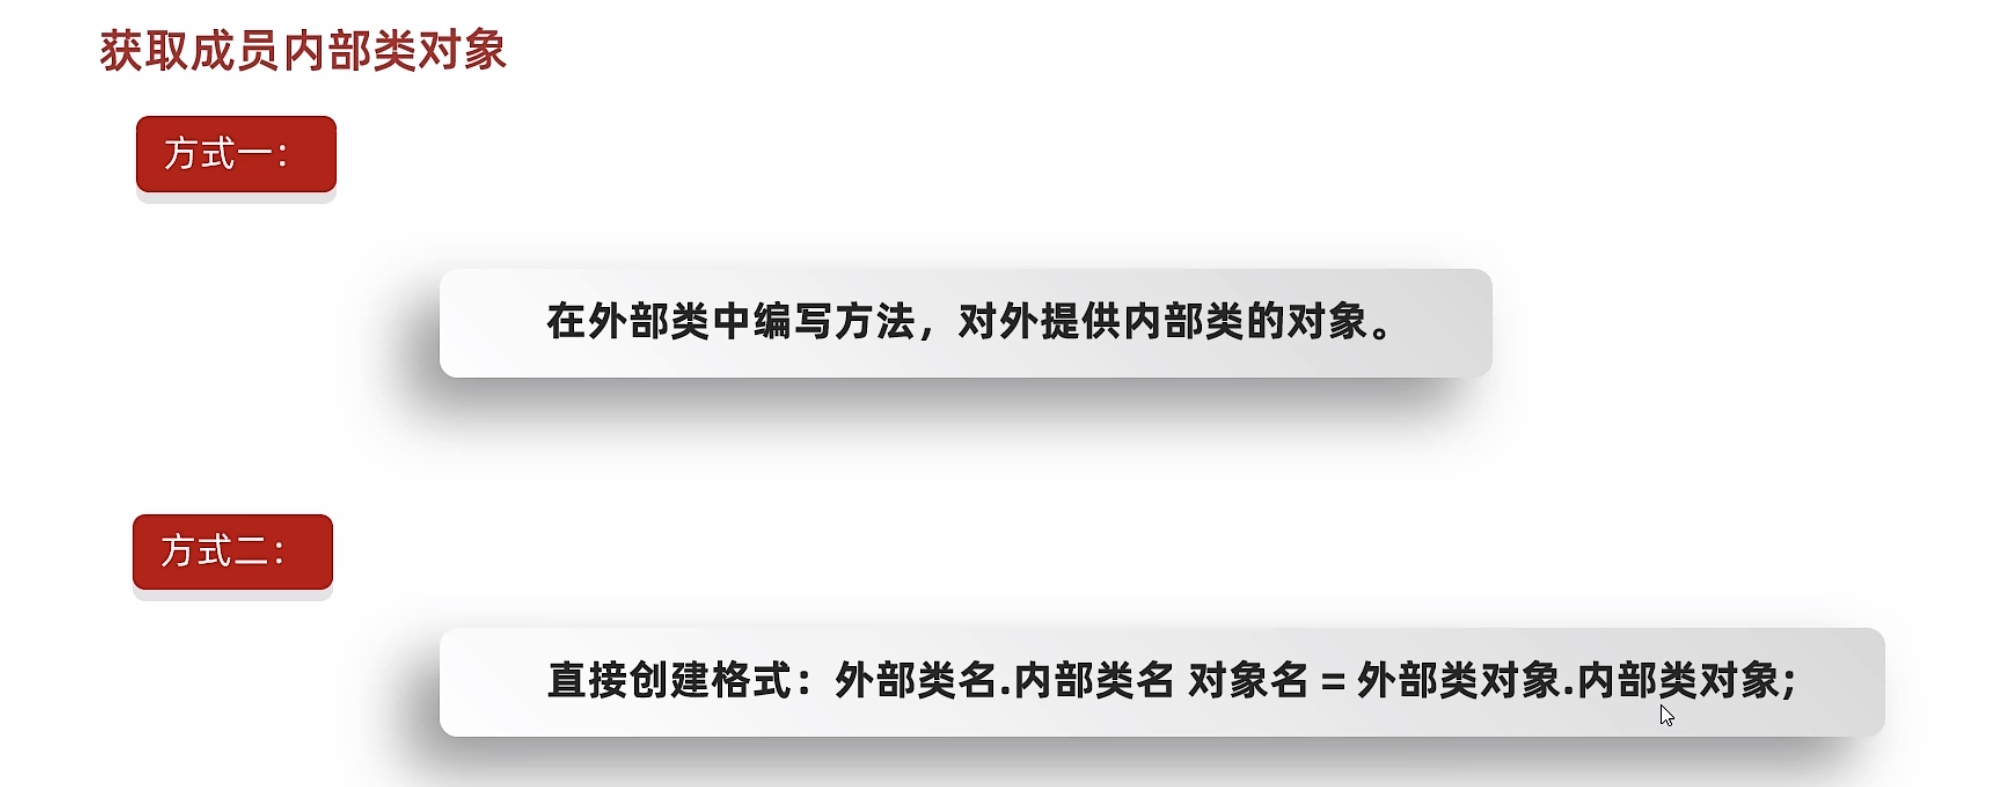 获取成员内部类对象
方式一：
在外部类中编写方法，对外提供内部类的对象。
方式二：
直接创建格式：外部类名.内部类名 对象名 = 外部类对象.内部类对象;